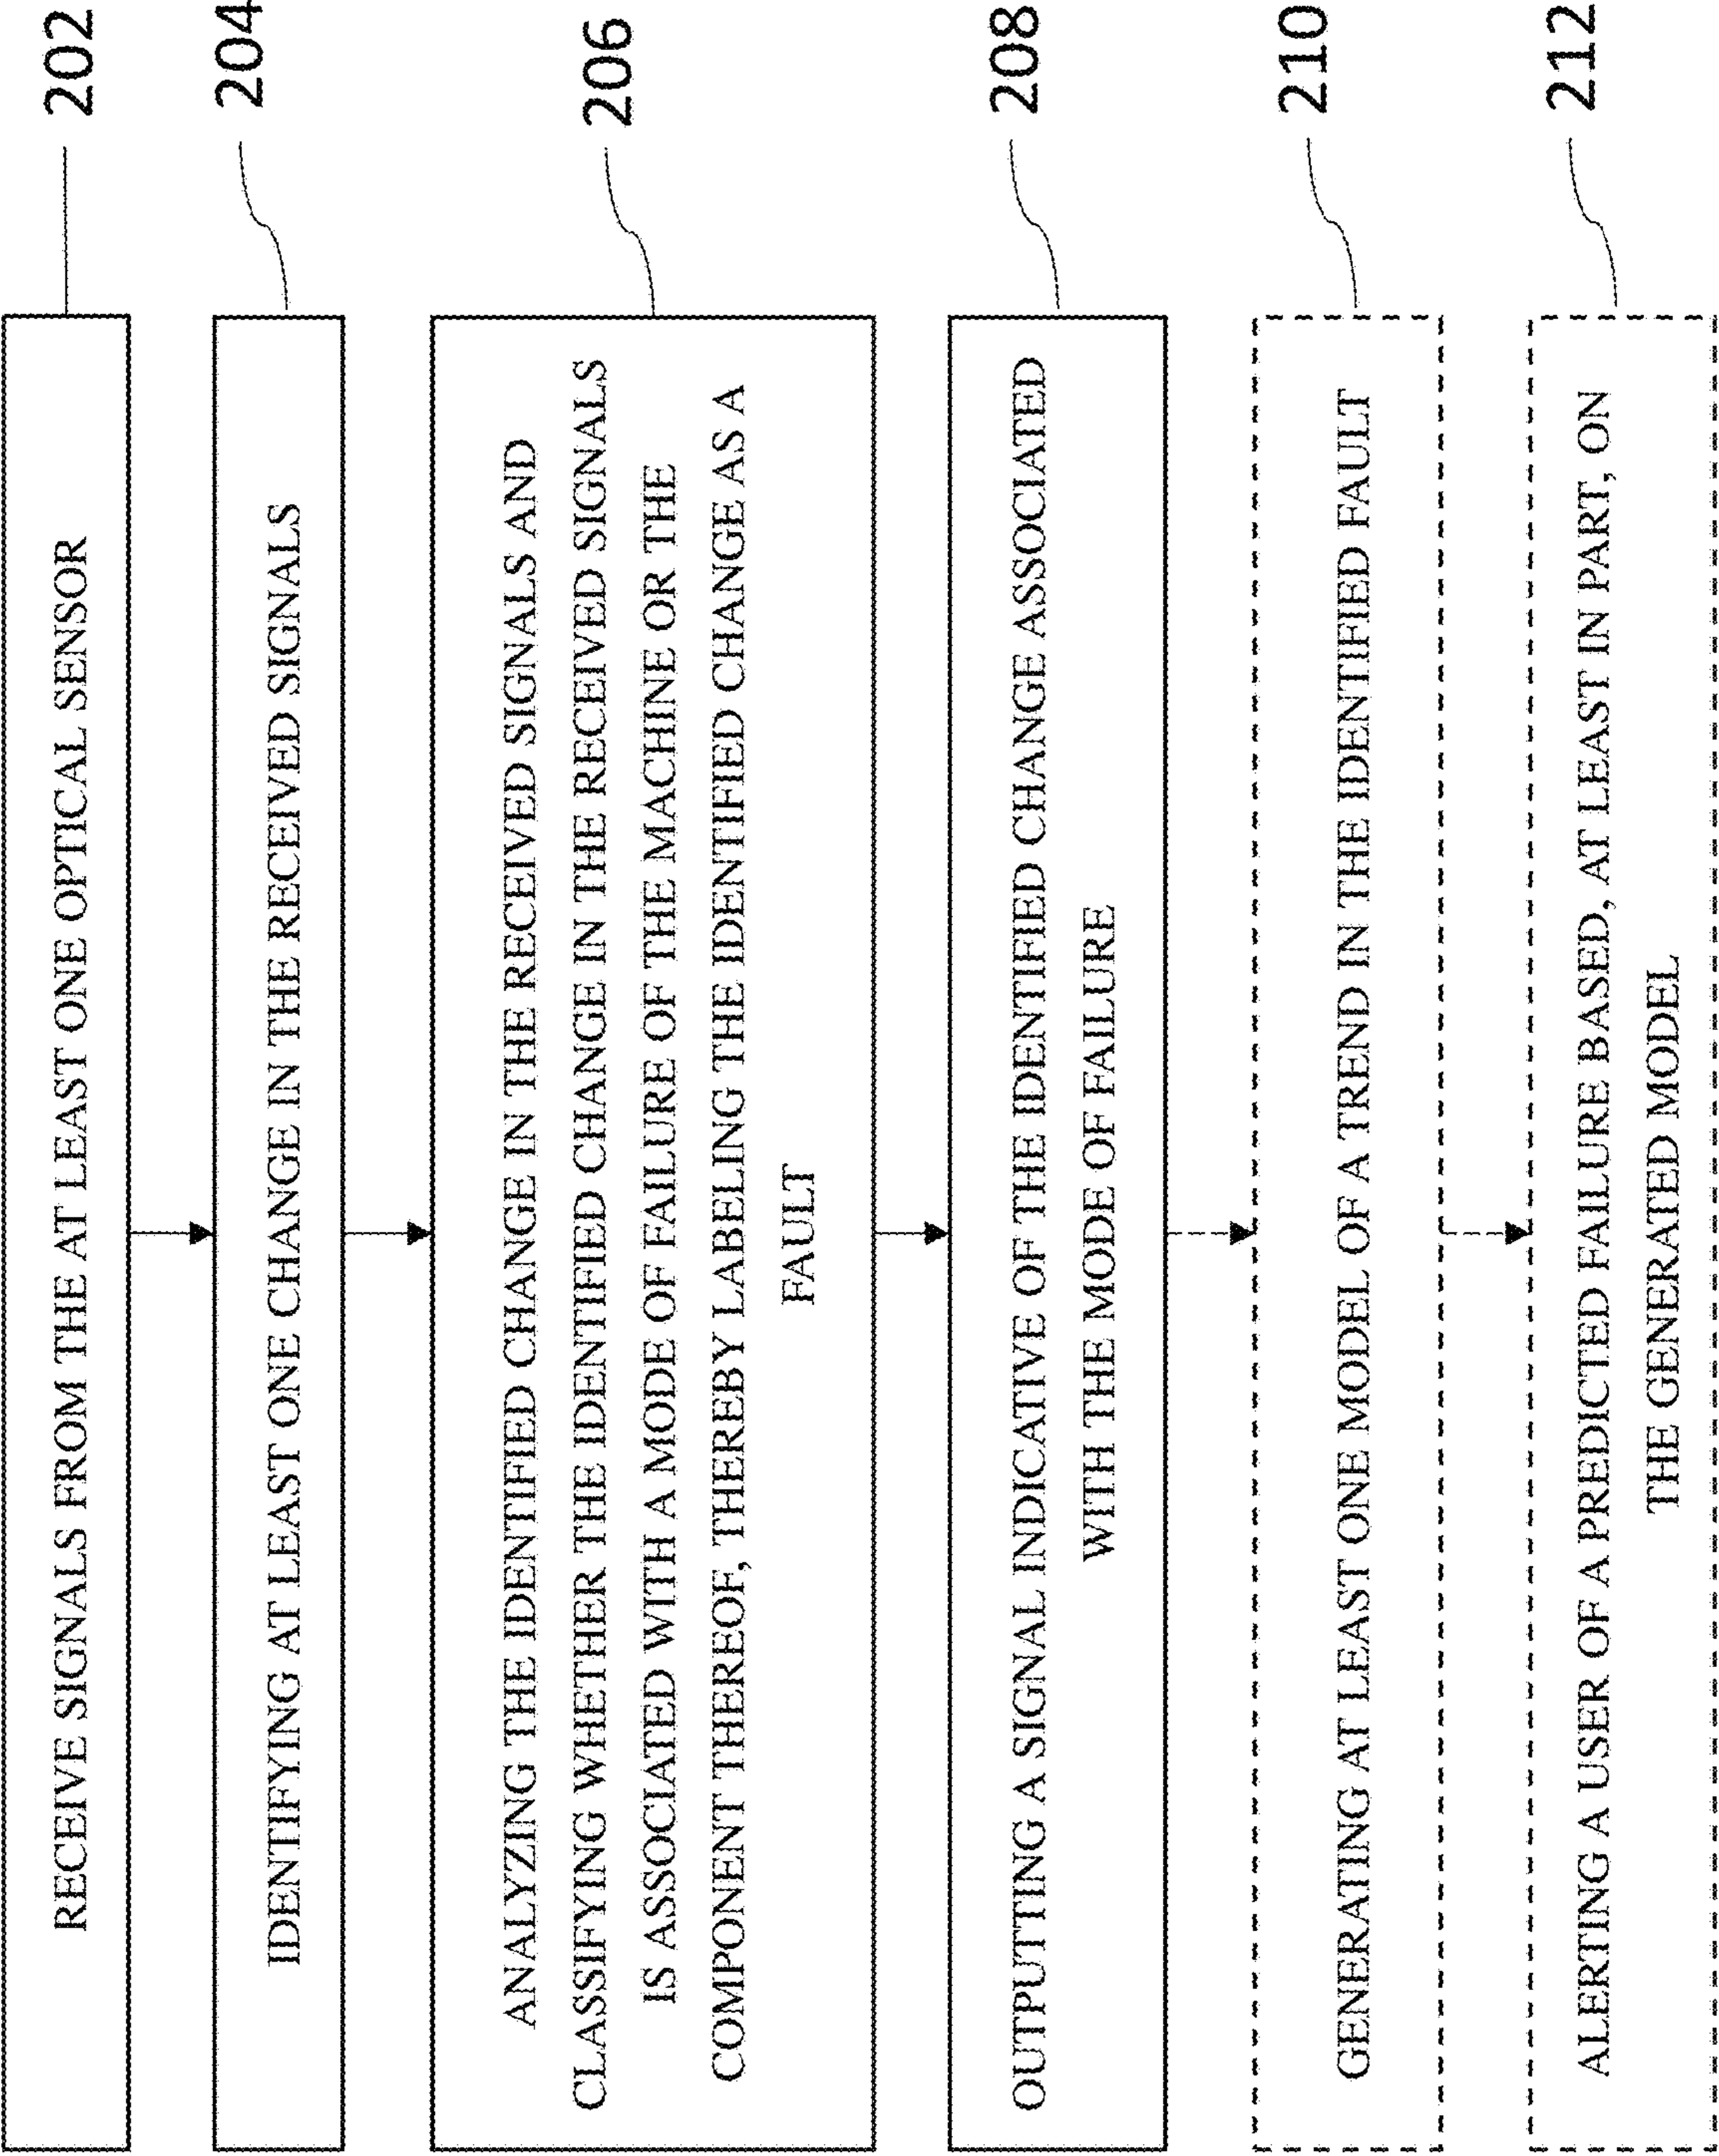 RECEIVE SIGNALS FROM THE AT LEAST ONE OPTICAL SENSOR
202
IDENTIFYING AT LEAST ONE CHANGE IN THE RECEIVED SIGNALS
204
ANALYZING THE IDENTIFIED CHANGE IN THE RECEIVED SIGNALS AND
CLASSIFYING WHETHER THE IDENTIFIED CHANGE IN THE RECEIVED SIGNALS
IS ASSOCIATED WITH A MODE OF FAILURE OF THE MACHINE OR THE
COMPONENT THEREOF, THEREBY LABELING THE IDENTIFIED CHANGE AS A
FAULT
206
OUTPUTTING A SIGNAL INDICATIVE OF THE IDENTIFIED CHANGE ASSOCIATED
WITH THE MODE OF FAILURE
208
GENERATING AT LEAST ONE MODEL OF A TREND IN THE IDENTIFIED FAULT
210
ALERTING A USER OF A PREDICTED FAILURE BASED, AT LEAST IN PART, ON
THE GENERATED MODEL
212